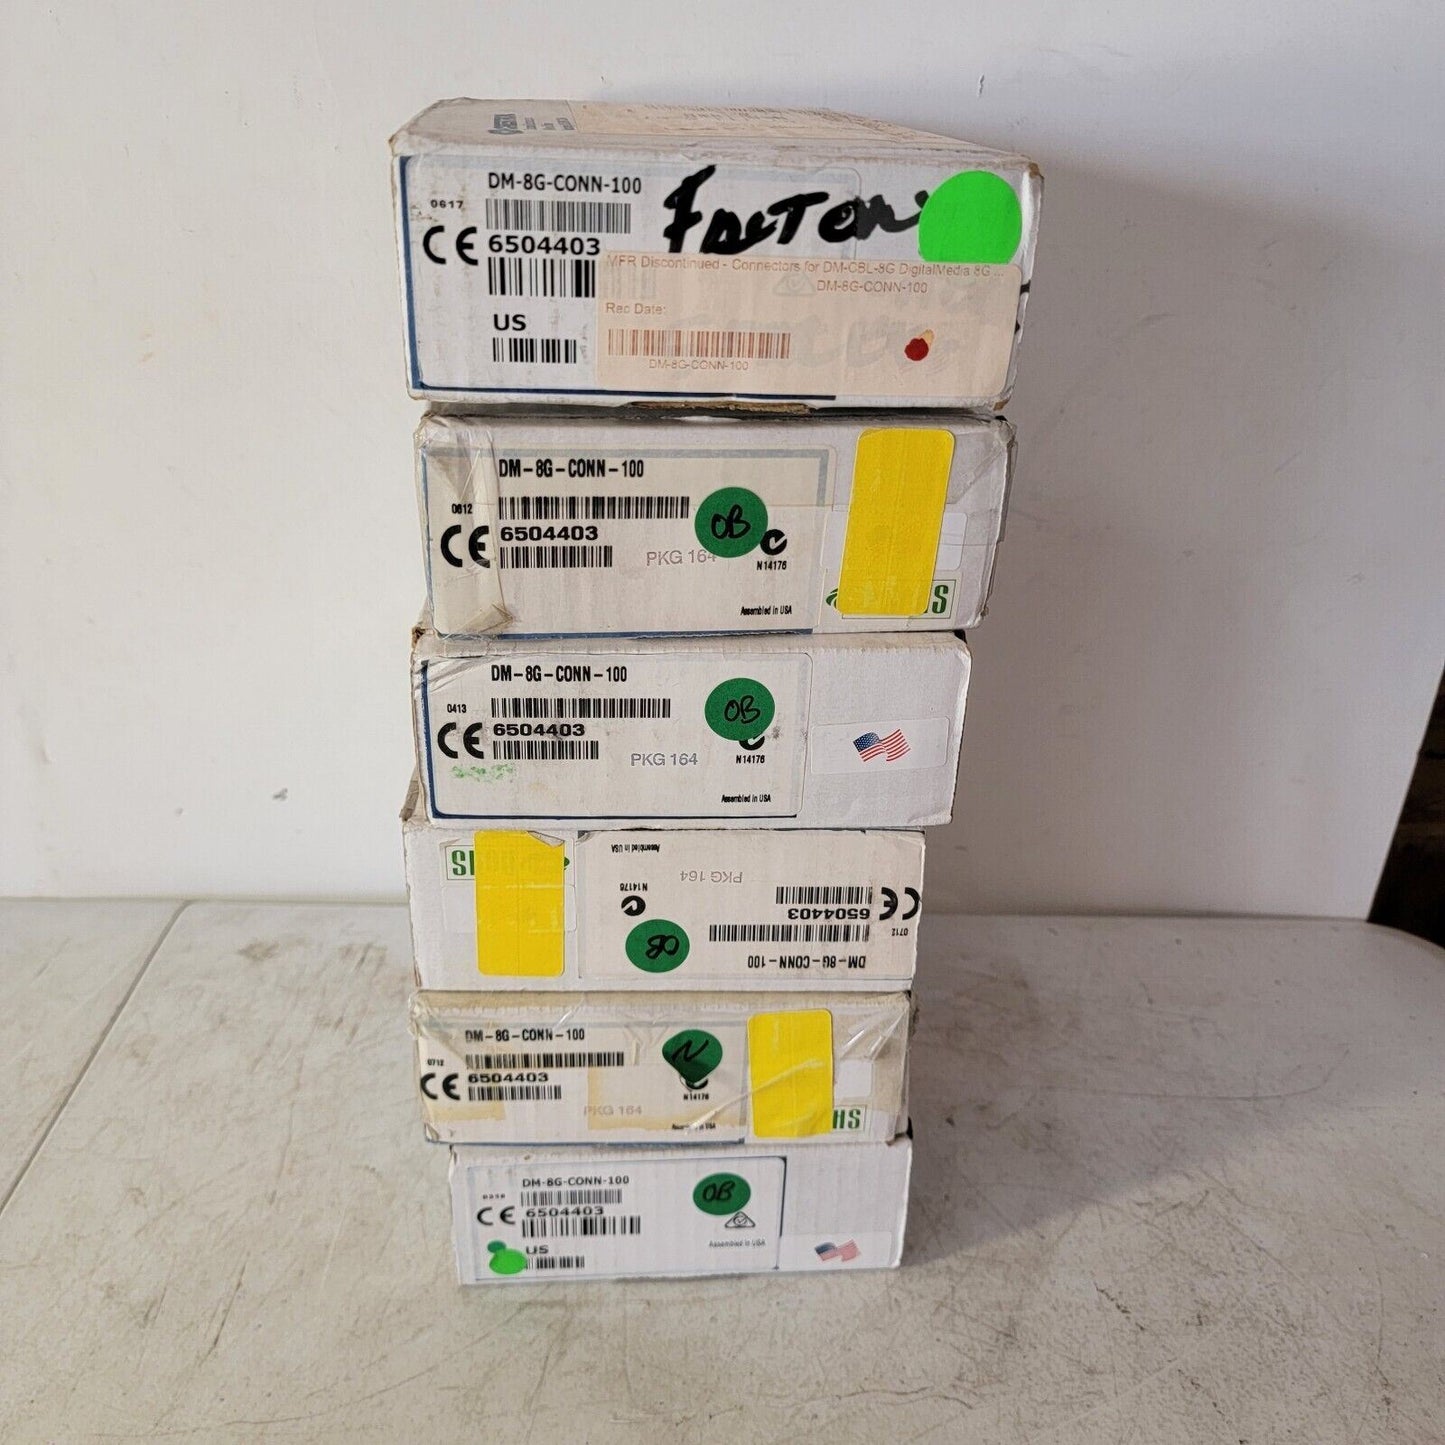 DM-8G-CONN-100
0617
CE 6504403
US
FACTORY
MFR Discontinued - Connectors for DM-CBL-8G DigitalMedia 8G ...
DM-8G-CONN-100
Rec Date:
DM-8G-CONN-100
DM-8G-CONN-100
0612
CE 6504403
OB
PKG 164
N14176
Assembled in USA
DM-8G-CONN-100
0413
CE 6504403
OB
PKG 164
N14176
Assembled in USA
DM-8G-CONN-100
0712
CE 6504403
OB
PKG 164
N14176
Assembled in USA
DM-8G-CONN-100
0712
CE 6504403
N
PKG 164
N14176
DM-8G-CONN-100
CE 6504403
OB
US
Assembled in USA